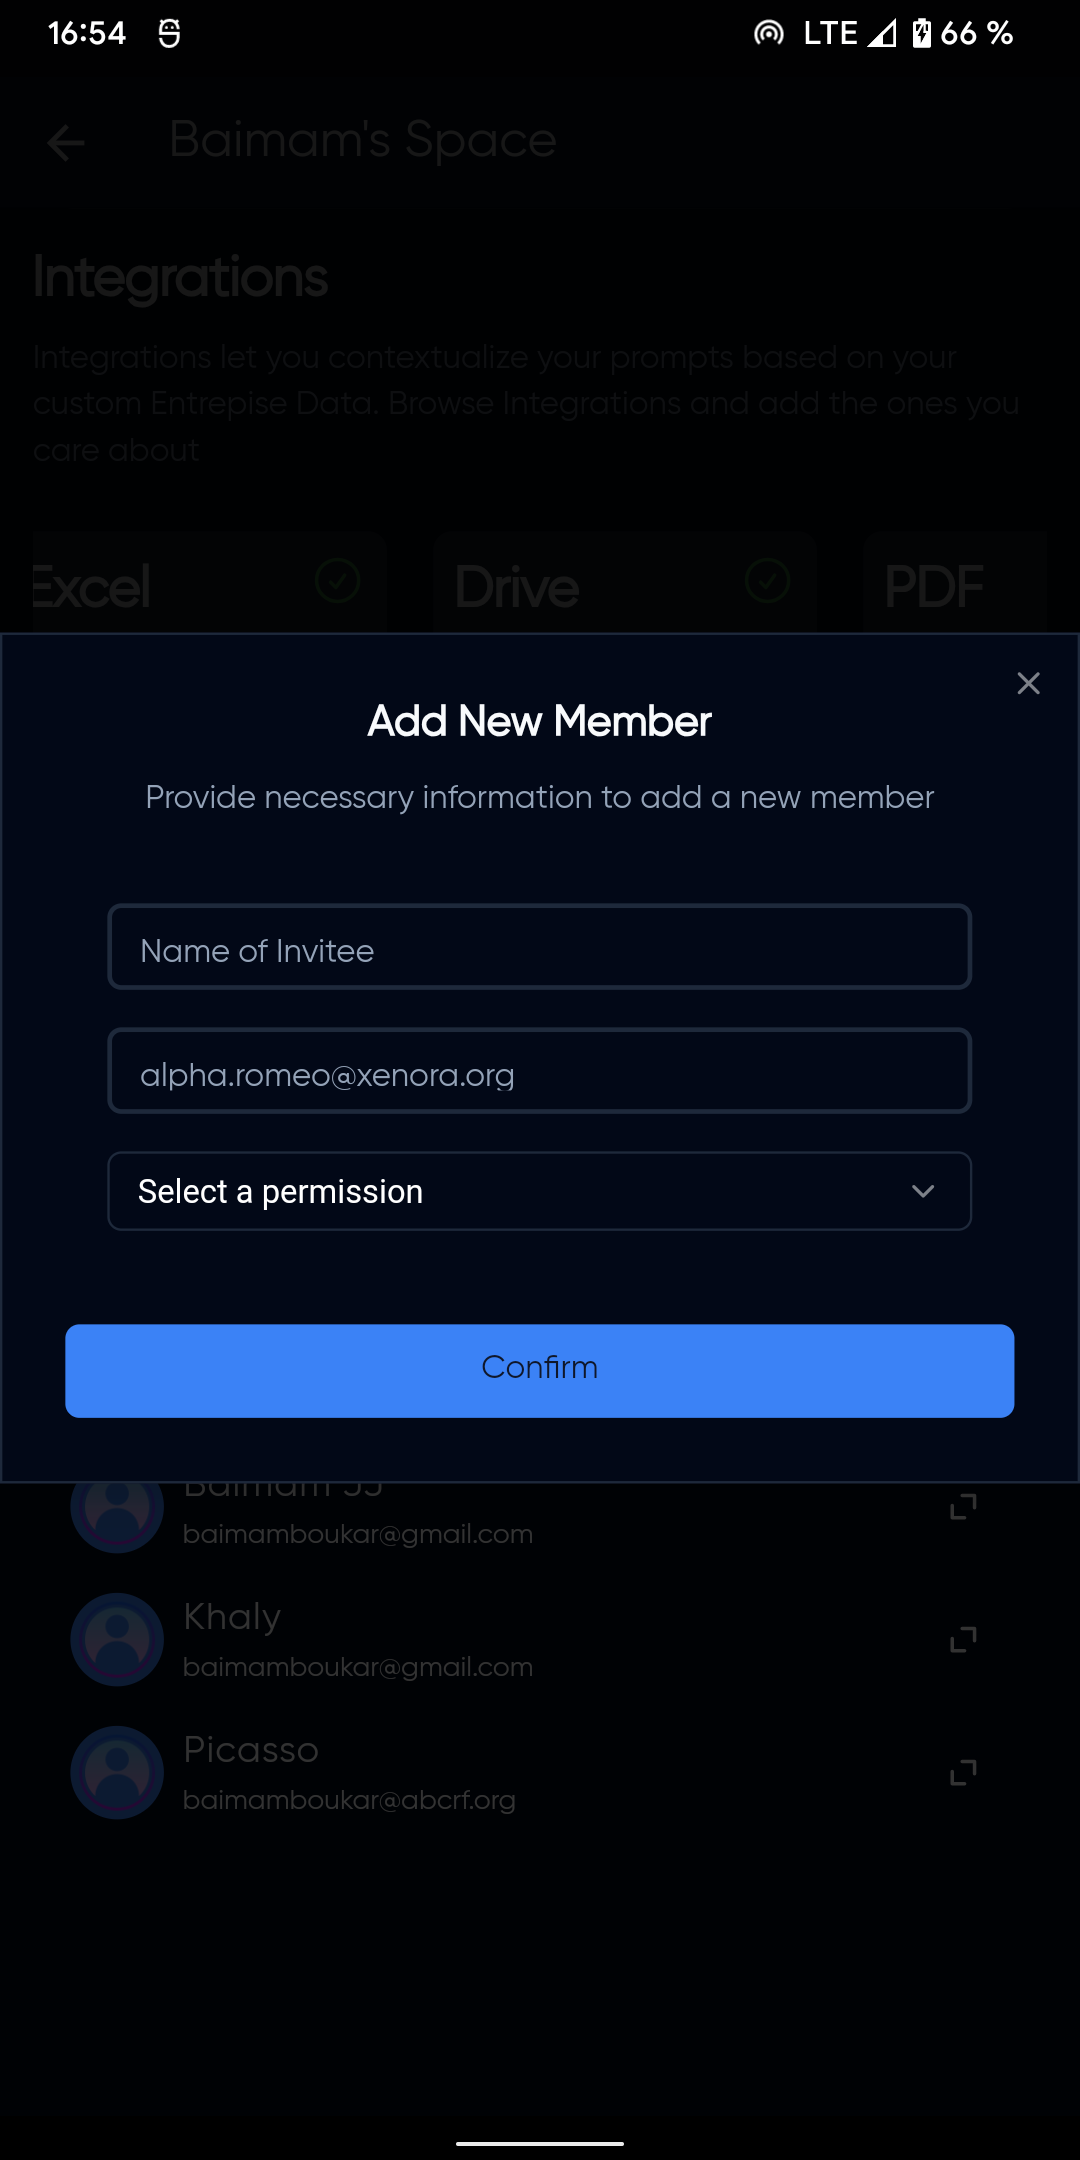 16:54 LTE 66 %
Baimam's Space
Integrations
Integrations let you contextualize your prompts based on your
custom Entrepise Data. Browse Integrations and add the ones you
care about
Excel Drive PDF
Add New Member
Provide necessary information to add a new member
Name of Invitee
alpha.romeo@xenora.org
Select a permission
Confirm
baimamboukar@gmail.com
Khaly
baimamboukar@gmail.com
Picasso
baimamboukar@abcrf.org